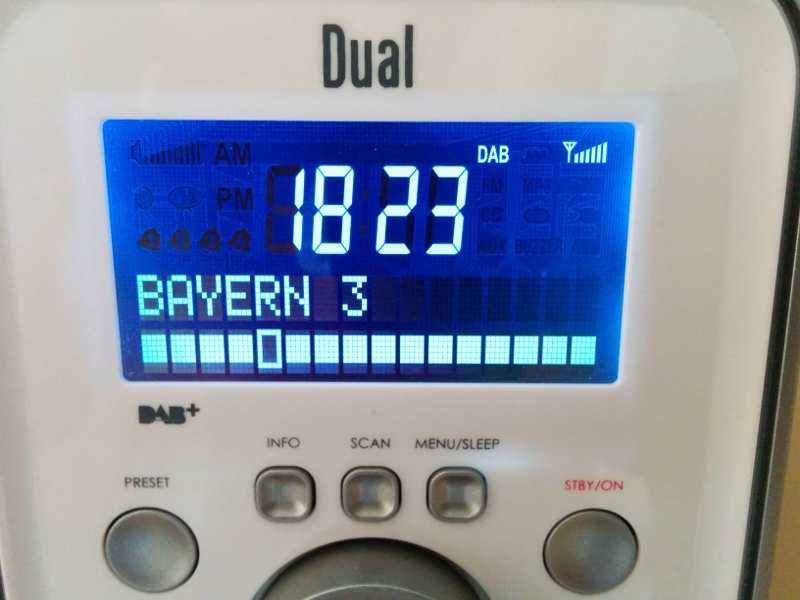 Dual
AM DAB
PM 18 23 FM MP3
CD
AUX BUZZER
BAYERN 3
DAB+
INFO SCAN MENU/SLEEP
PRESET STBY/ON